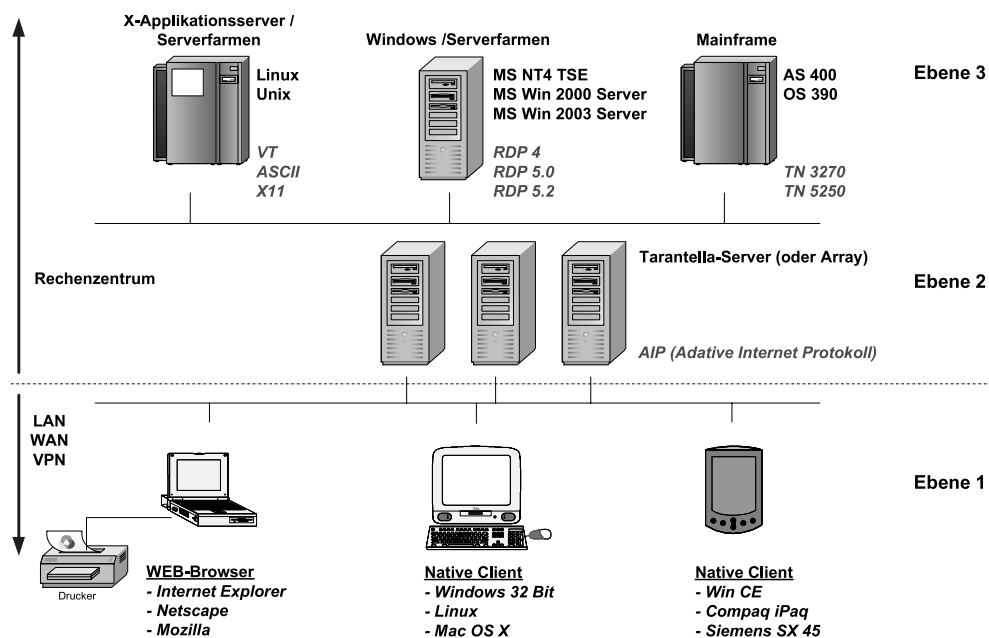 X-Applikationsserver /
Serverfarmen
Linux
Unix
VT
ASCII
X11
Windows /Serverfarmen
MS NT4 TSE
MS Win 2000 Server
MS Win 2003 Server
RDP 4
RDP 5.0
RDP 5.2
Mainframe
AS 400
OS 390
TN 3270
TN 5250
Ebene 3
Rechenzentrum
Tarantella-Server (oder Array)
AIP (Adative Internet Protokoll)
Ebene 2
LAN
WAN
VPN
Ebene 1
Drucker
WEB-Browser
- Internet Explorer
- Netscape
- Mozilla
Native Client
- Windows 32 Bit
- Linux
- Mac OS X
Native Client
- Win CE
- Compaq iPaq
- Siemens SX 45